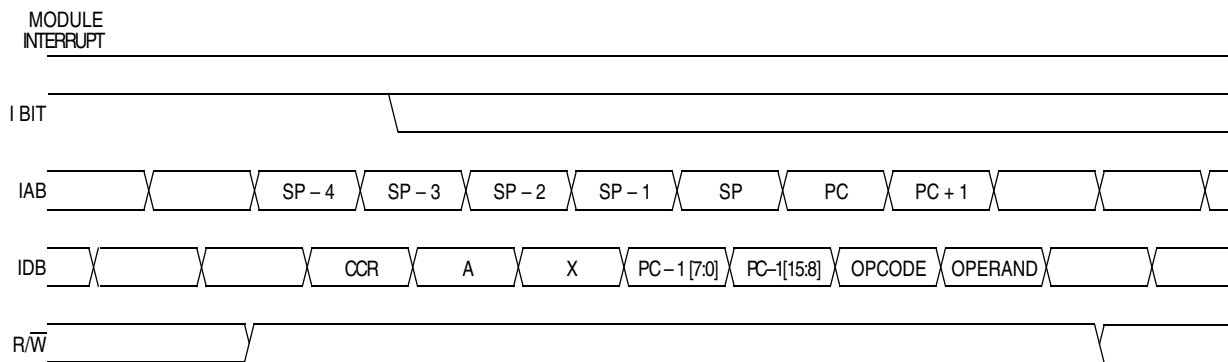 MODULE
INTERRUPT
I BIT
IAB SP – 4 SP – 3 SP – 2 SP – 1 SP PC PC + 1
IDB CCR A X PC – 1 [7:0] PC–1[15:8] OPCODE OPERAND
R/W̅